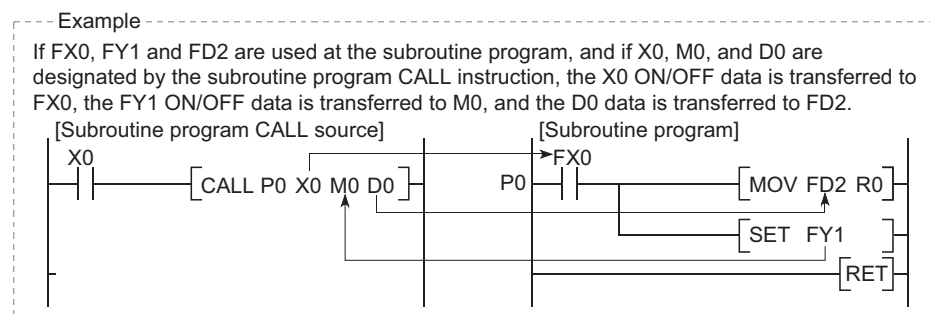 Example
If FX0, FY1 and FD2 are used at the subroutine program, and if X0, M0, and D0 are
designated by the subroutine program CALL instruction, the X0 ON/OFF data is transferred to
FX0, the FY1 ON/OFF data is transferred to M0, and the D0 data is transferred to FD2.
[Subroutine program CALL source] [Subroutine program]
X0 FX0
CALL P0 X0 M0 D0 P0 MOV FD2 R0
SET FY1
RET